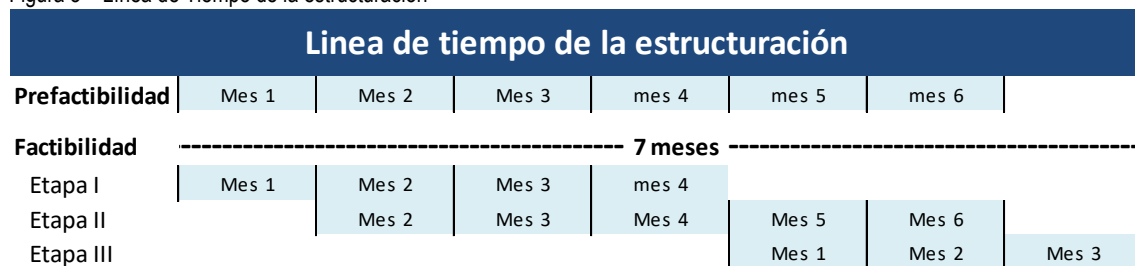 Linea de tiempo de la estructuración
Prefactibilidad Mes 1 Mes 2 Mes 3 mes 4 mes 5 mes 6
Factibilidad 7 meses
Etapa I Mes 1 Mes 2 Mes 3 mes 4
Etapa II Mes 2 Mes 3 Mes 4 Mes 5 Mes 6
Etapa III Mes 1 Mes 2 Mes 3